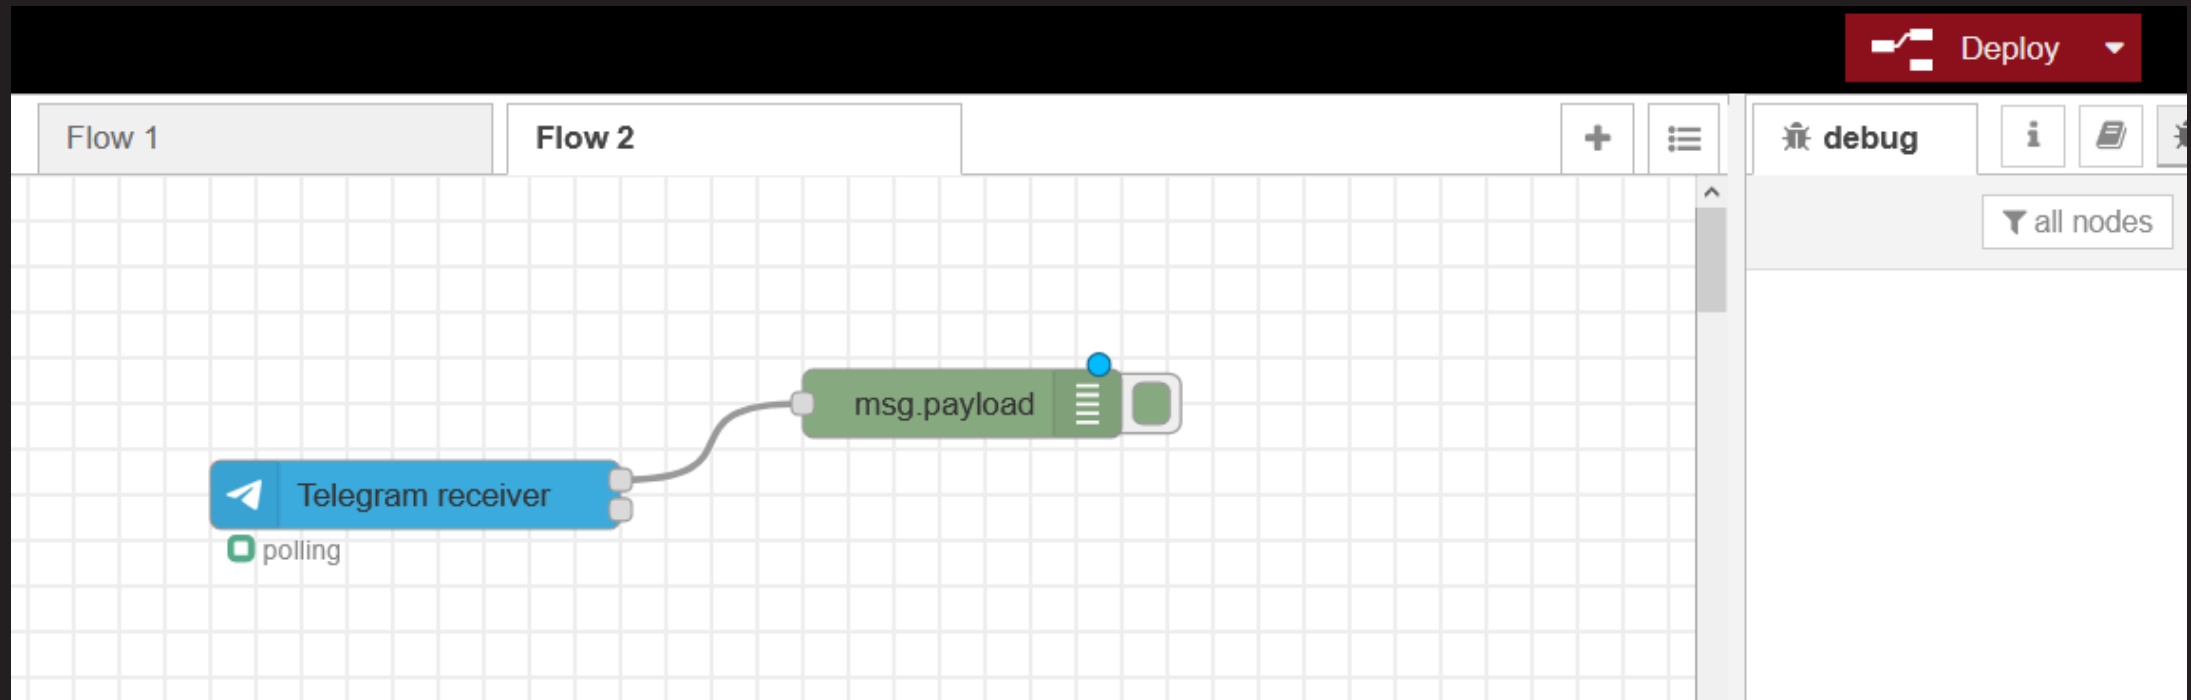 Deploy
Flow 1
Flow 2
debug
all nodes
msg.payload
Telegram receiver
polling